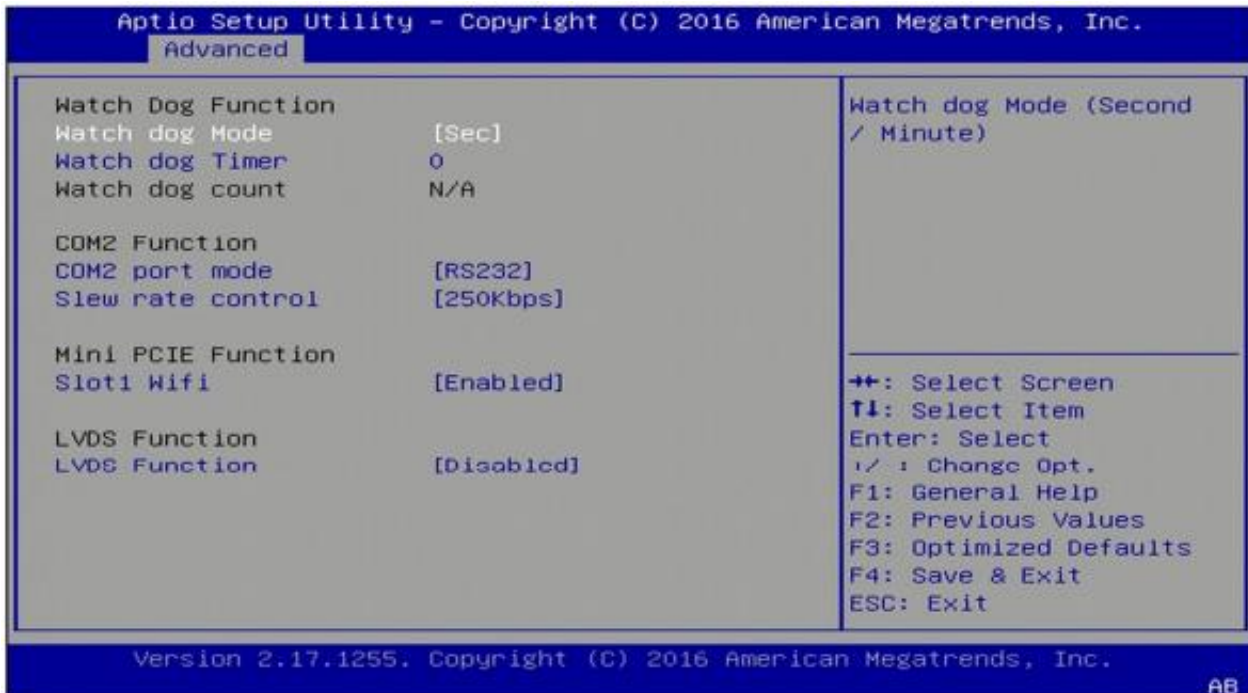 Aptio Setup Utility – Copyright (C) 2016 American Megatrends, Inc.
Advanced
Watch Dog Function
Watch dog Mode [Sec]
Watch dog Timer 0
Watch dog count N/A
COM2 Function
COM2 port mode [RS232]
Slew rate control [250Kbps]
Mini PCIE Function
Slot1 Wifi [Enabled]
LVDS Function
LVDS Function [Disabled]
Watch dog Mode (Second
/ Minute)
→←: Select Screen
↑↓: Select Item
Enter: Select
Change Opt.
F1: General Help
F2: Previous Values
F3: Optimized Defaults
F4: Save & Exit
ESC: Exit
Version 2.17.1255. Copyright (C) 2016 American Megatrends, Inc.
AB